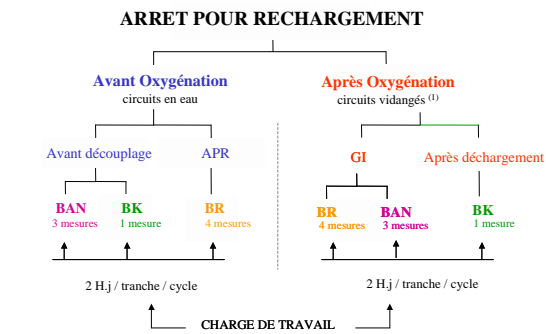 ARRET POUR RECHARGEMENT
Avant Oxygénation
circuits en eau
Après Oxygénation
circuits vidangés (1)
Avant découplage
APR
GI
Après déchargement
BAN
3 mesures
BK
1 mesure
BR
4 mesures
BR
4 mesures
BAN
3 mesures
BK
1 mesure
2 H.j / tranche / cycle
2 H.j / tranche / cycle
CHARGE DE TRAVAIL